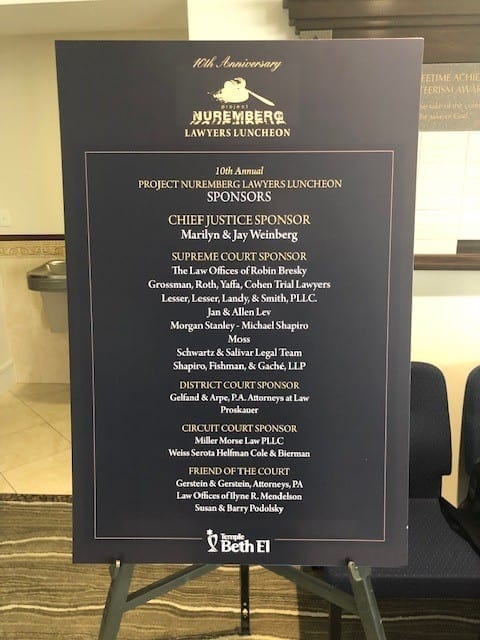 10th Anniversary
project
NUREMBERG
LAWYERS LUNCHEON
10th Annual
PROJECT NUREMBERG LAWYERS LUNCHEON
SPONSORS
CHIEF JUSTICE SPONSOR
Marilyn & Jay Weinberg
SUPREME COURT SPONSOR
The Law Offices of Robin Bresky
Grossman, Roth, Yaffa, Cohen Trial Lawyers
Lesser, Lesser, Landy, & Smith, PLLC.
Jan & Allen Lev
Morgan Stanley - Michael Shapiro
Moss
Schwartz & Salivar Legal Team
Shapiro, Fishman, & Gaché, LLP
DISTRICT COURT SPONSOR
Gelfand & Arpe, P.A. Attorneys at Law
Proskauer
CIRCUIT COURT SPONSOR
Miller Morse Law PLLC
Weiss Serota Helfman Cole & Bierman
FRIEND OF THE COURT
Gerstein & Gerstein, Attorneys, PA
Law Offices of Ilyne R. Mendelson
Susan & Barry Podolsky
Temple
Beth El